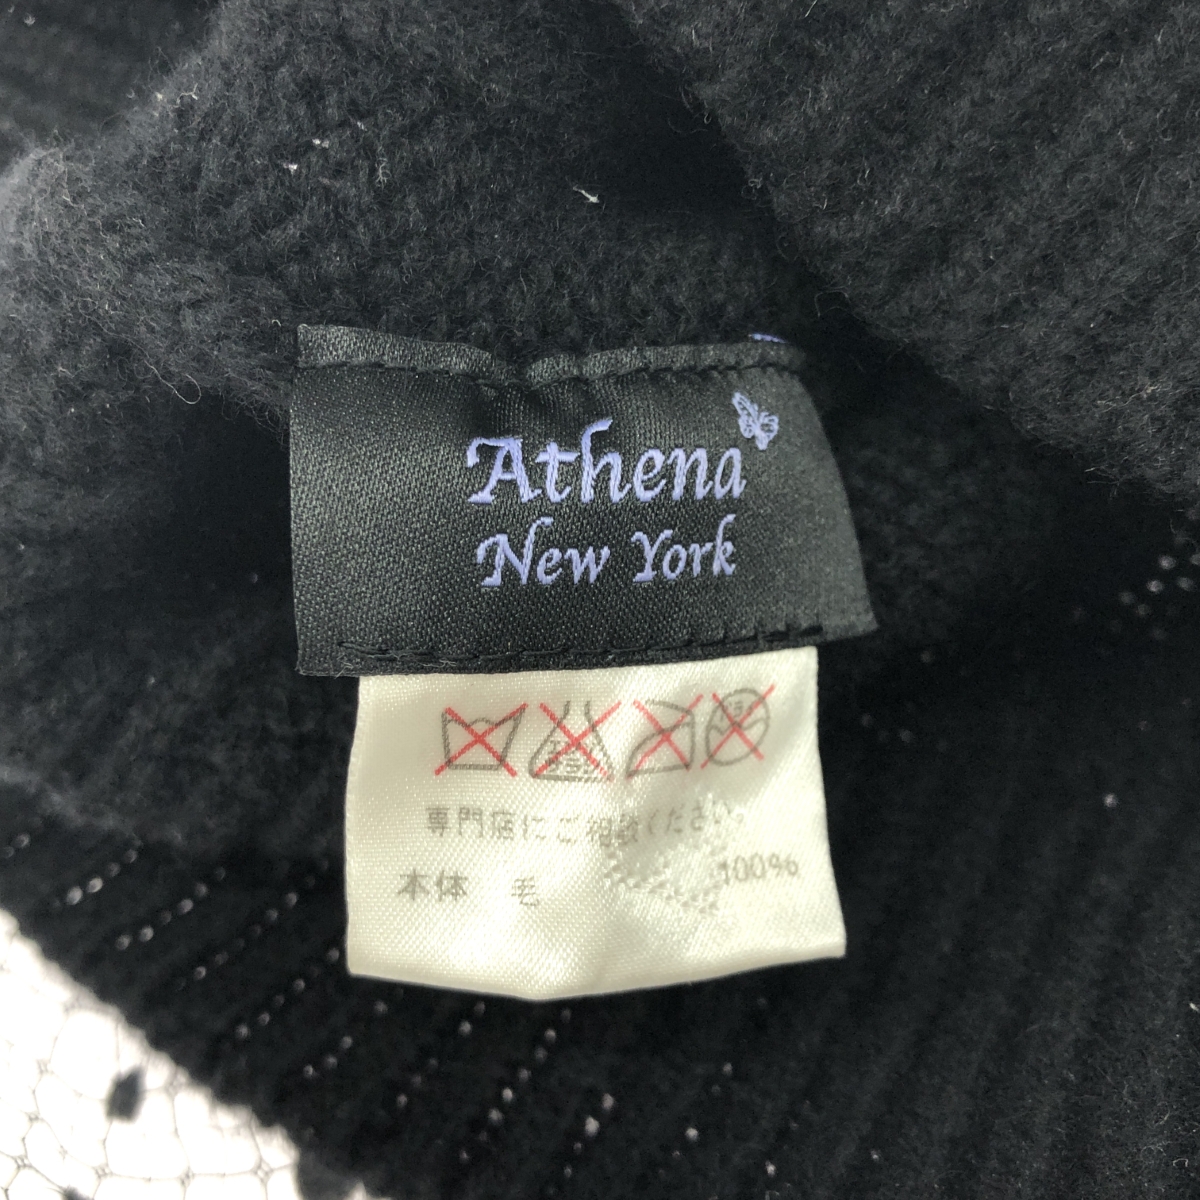 Athena
New York
専門店にご相談ください。
本体 毛 100%